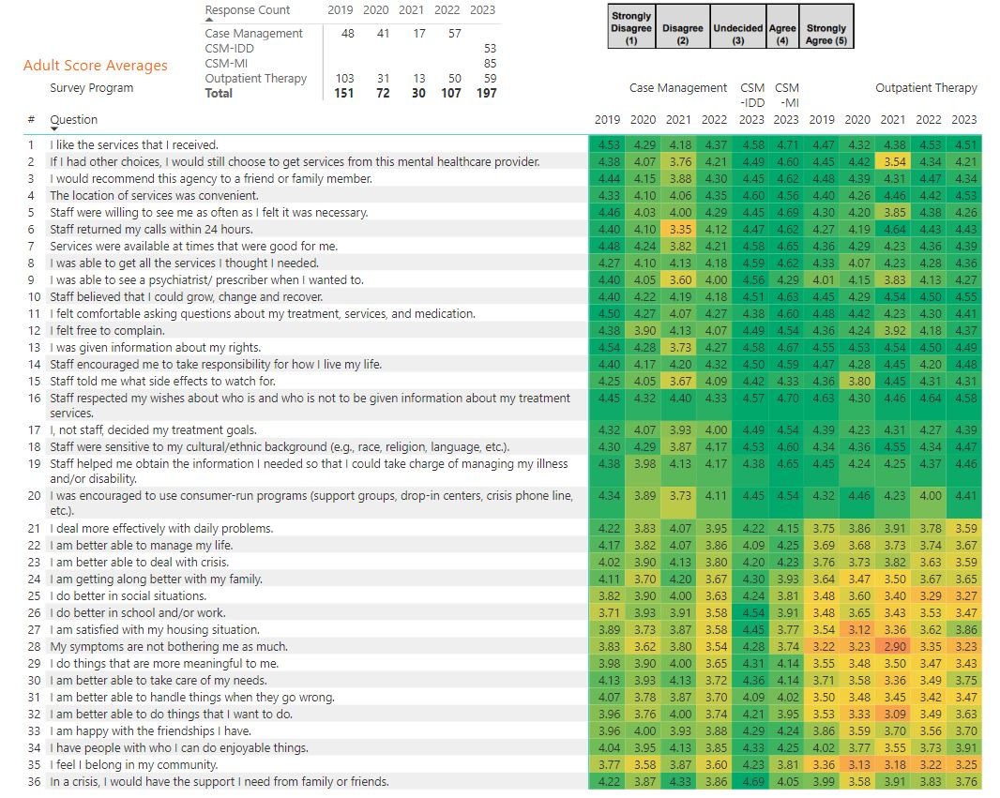 Response Count 2019 2020 2021 2022 2023
Case Management 48 41 17 57
CSM-IDD 53
CSM-MI 85
Outpatient Therapy 103 31 13 50 59
Total 151 72 30 107 197
Strongly Disagree (1) Disagree (2) Undecided (3) Agree (4) Strongly Agree (5)
Adult Score Averages
Survey Program Case Management CSM -IDD CSM -MI Outpatient Therapy
# Question 2019 2020 2021 2022 2023 2023 2019 2020 2021 2022 2023
1 I like the services that I received. 4.53 4.29 4.18 4.37 4.58 4.71 4.47 4.32 4.38 4.53 4.51
2 If I had other choices, I would still choose to get services from this mental healthcare provider. 4.38 4.07 3.76 4.21 4.49 4.60 4.45 4.42 3.54 4.34 4.21
3 I would recommend this agency to a friend or family member. 4.44 4.15 3.88 4.30 4.45 4.62 4.48 4.39 4.31 4.47 4.34
4 The location of services was convenient. 4.33 4.10 4.06 4.35 4.60 4.56 4.40 4.26 4.46 4.42 4.53
5 Staff were willing to see me as often as I felt it was necessary. 4.46 4.03 4.00 4.29 4.45 4.69 4.30 4.20 3.85 4.38 4.26
6 Staff returned my calls within 24 hours. 4.40 4.10 3.35 4.12 4.47 4.62 4.27 4.19 4.64 4.43 4.43
7 Services were available at times that were good for me. 4.48 4.24 3.82 4.21 4.58 4.65 4.36 4.29 4.23 4.36 4.39
8 I was able to get all the services I thought I needed. 4.27 4.10 4.13 4.18 4.59 4.62 4.33 4.07 4.23 4.28 4.36
9 I was able to see a psychiatrist/ prescriber when I wanted to. 4.40 4.05 3.60 4.00 4.56 4.29 4.01 4.15 3.83 4.13 4.27
10 Staff believed that I could grow, change and recover. 4.40 4.22 4.19 4.18 4.51 4.63 4.45 4.29 4.54 4.50 4.55
11 I felt comfortable asking questions about my treatment, services, and medication. 4.50 4.27 4.07 4.27 4.38 4.60 4.48 4.42 4.23 4.30 4.41
12 I felt free to complain. 4.38 3.90 4.13 4.07 4.49 4.54 4.36 4.24 3.92 4.18 4.37
13 I was given information about my rights. 4.54 4.28 3.73 4.27 4.58 4.67 4.55 4.53 4.54 4.50 4.49
14 Staff encouraged me to take responsibility for how I live my life. 4.40 4.17 4.20 4.32 4.50 4.59 4.47 4.28 4.45 4.20 4.48
15 Staff told me what side effects to watch for. 4.25 4.05 3.67 4.09 4.42 4.33 4.36 3.80 4.45 4.31 4.31
16 Staff respected my wishes about who is and who is not to be given information about my treatment 4.45 4.32 4.40 4.33 4.57 4.70 4.63 4.30 4.46 4.64 4.58
services.
17 I, not staff, decided my treatment goals. 4.32 4.07 3.93 4.00 4.49 4.54 4.39 4.23 4.31 4.27 4.39
18 Staff were sensitive to my cultural/ethnic background (e.g., race, religion, language, etc.). 4.30 4.29 3.87 4.17 4.53 4.60 4.34 4.36 4.55 4.34 4.47
19 Staff helped me obtain the information I needed so that I could take charge of managing my illness 4.38 3.98 4.13 4.17 4.38 4.65 4.45 4.24 4.25 4.37 4.46
and/or disability.
20 I was encouraged to use consumer-run programs (support groups, drop-in centers, crisis phone line, 4.34 3.89 3.73 4.11 4.45 4.54 4.32 4.46 4.23 4.00 4.41
etc.).
21 I deal more effectively with daily problems. 4.22 3.83 4.07 3.95 4.22 4.15 3.75 3.86 3.91 3.78 3.59
22 I am better able to manage my life. 4.17 3.82 4.07 3.86 4.09 4.25 3.69 3.68 3.73 3.74 3.67
23 I am better able to deal with crisis. 4.02 3.90 4.13 3.80 4.20 4.23 3.76 3.73 3.82 3.63 3.59
24 I am getting along better with my family. 4.11 3.70 4.20 3.67 4.30 3.93 3.64 3.47 3.50 3.67 3.65
25 I do better in social situations. 3.82 3.90 4.00 3.63 4.24 3.81 3.48 3.60 3.40 3.29 3.27
26 I do better in school and/or work. 3.71 3.93 3.91 3.58 4.54 3.91 3.48 3.65 3.43 3.53 3.47
27 I am satisfied with my housing situation. 3.89 3.73 3.87 3.58 4.45 3.77 3.54 3.12 3.36 3.62 3.86
28 My symptoms are not bothering me as much. 3.83 3.62 3.80 3.54 4.28 3.74 3.22 3.23 2.90 3.35 3.23
29 I do things that are more meaningful to me. 3.98 3.90 4.00 3.65 4.31 4.14 3.55 3.48 3.50 3.47 3.43
30 I am better able to take care of my needs. 4.13 3.93 4.13 3.72 4.36 4.14 3.71 3.58 3.36 3.49 3.75
31 I am better able to handle things when they go wrong. 4.07 3.78 3.87 3.70 4.09 4.02 3.50 3.48 3.45 3.42 3.47
32 I am better able to do things that I want to do. 3.96 3.76 4.00 3.74 4.21 3.95 3.53 3.33 3.09 3.49 3.63
33 I am happy with the friendships I have. 3.96 4.00 3.93 3.88 4.29 4.24 3.86 3.59 3.70 3.56 3.70
34 I have people with who I can do enjoyable things. 4.04 3.95 4.13 3.85 4.33 4.25 4.02 3.77 3.55 3.73 3.91
35 I feel I belong in my community. 3.77 3.58 3.87 3.60 4.23 3.81 3.36 3.13 3.18 3.22 3.25
36 In a crisis, I would have the support I need from family or friends. 4.22 3.87 4.33 3.86 4.69 4.05 3.99 3.58 3.91 3.83 3.76